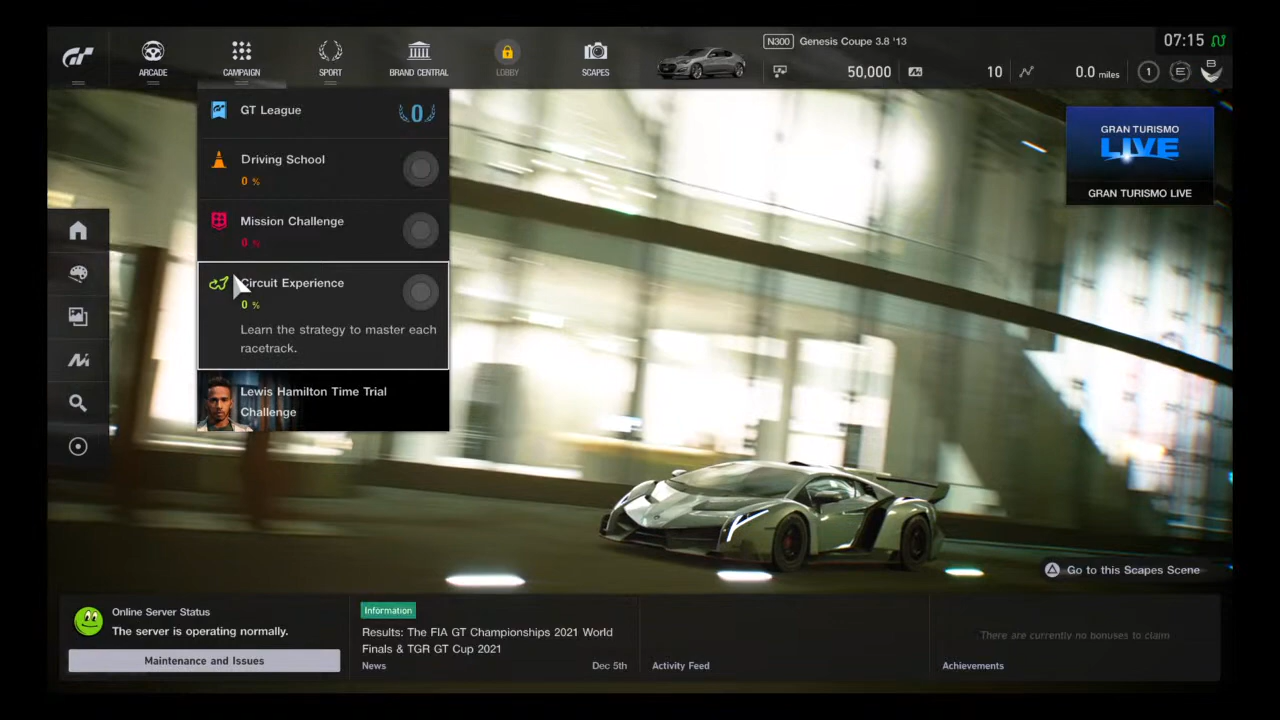 GT
ARCADE
CAMPAIGN
SPORT
BRAND CENTRAL
LOBBY
SCAPES
N300 Genesis Coupe 3.8 '13
50,000
10
0.0 miles
1
E
B
07:15
GT League
0
Driving School
0 %
Mission Challenge
0 %
Circuit Experience
0 %
Learn the strategy to master each
racetrack.
Lewis Hamilton Time Trial
Challenge
GRAN TURISMO
LIVE
GRAN TURISMO LIVE
Go to this Scapes Scene
Online Server Status
The server is operating normally.
Maintenance and Issues
Information
Results: The FIA GT Championships 2021 World
Finals & TGR GT Cup 2021
News
Dec 5th
Activity Feed
There are currently no bonuses to claim
Achievements